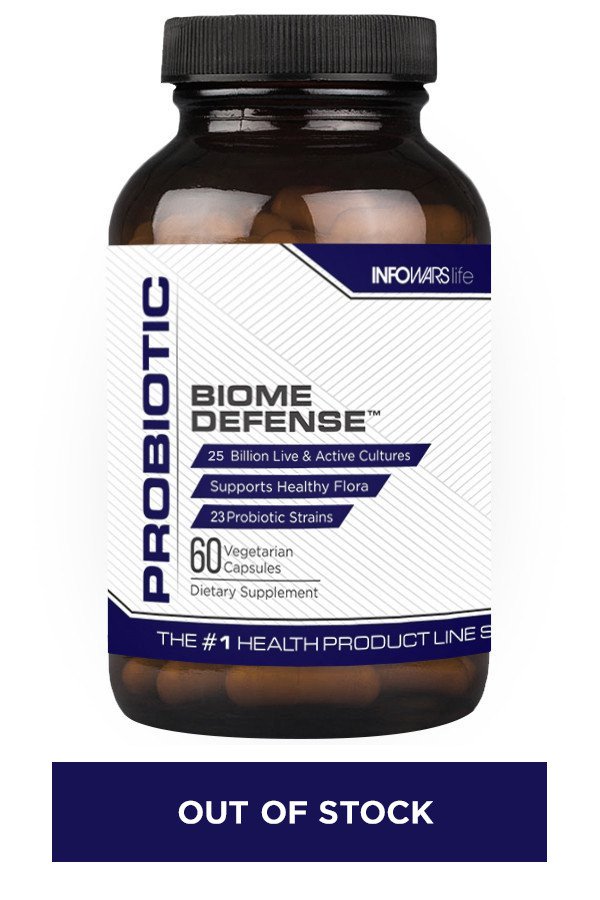 INFOWARS life
PROBIOTIC
BIOME
DEFENSE™
25 Billion Live & Active Cultures
Supports Healthy Flora
23 Probiotic Strains
60 Vegetarian
Capsules
Dietary Supplement
THE #1 HEALTH PRODUCT LINE S
OUT OF STOCK